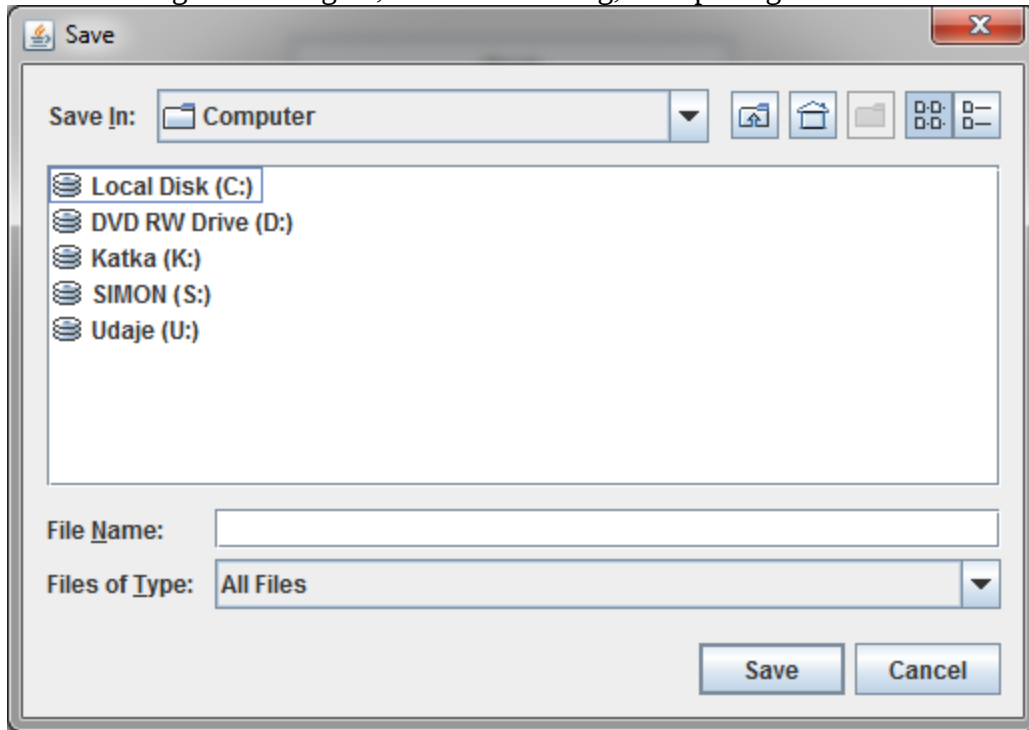 Save
Save In: Computer
Local Disk (C:)
DVD RW Drive (D:)
Katka (K:)
SIMON (S:)
Udaje (U:)
File Name:
Files of Type: All Files
Save Cancel